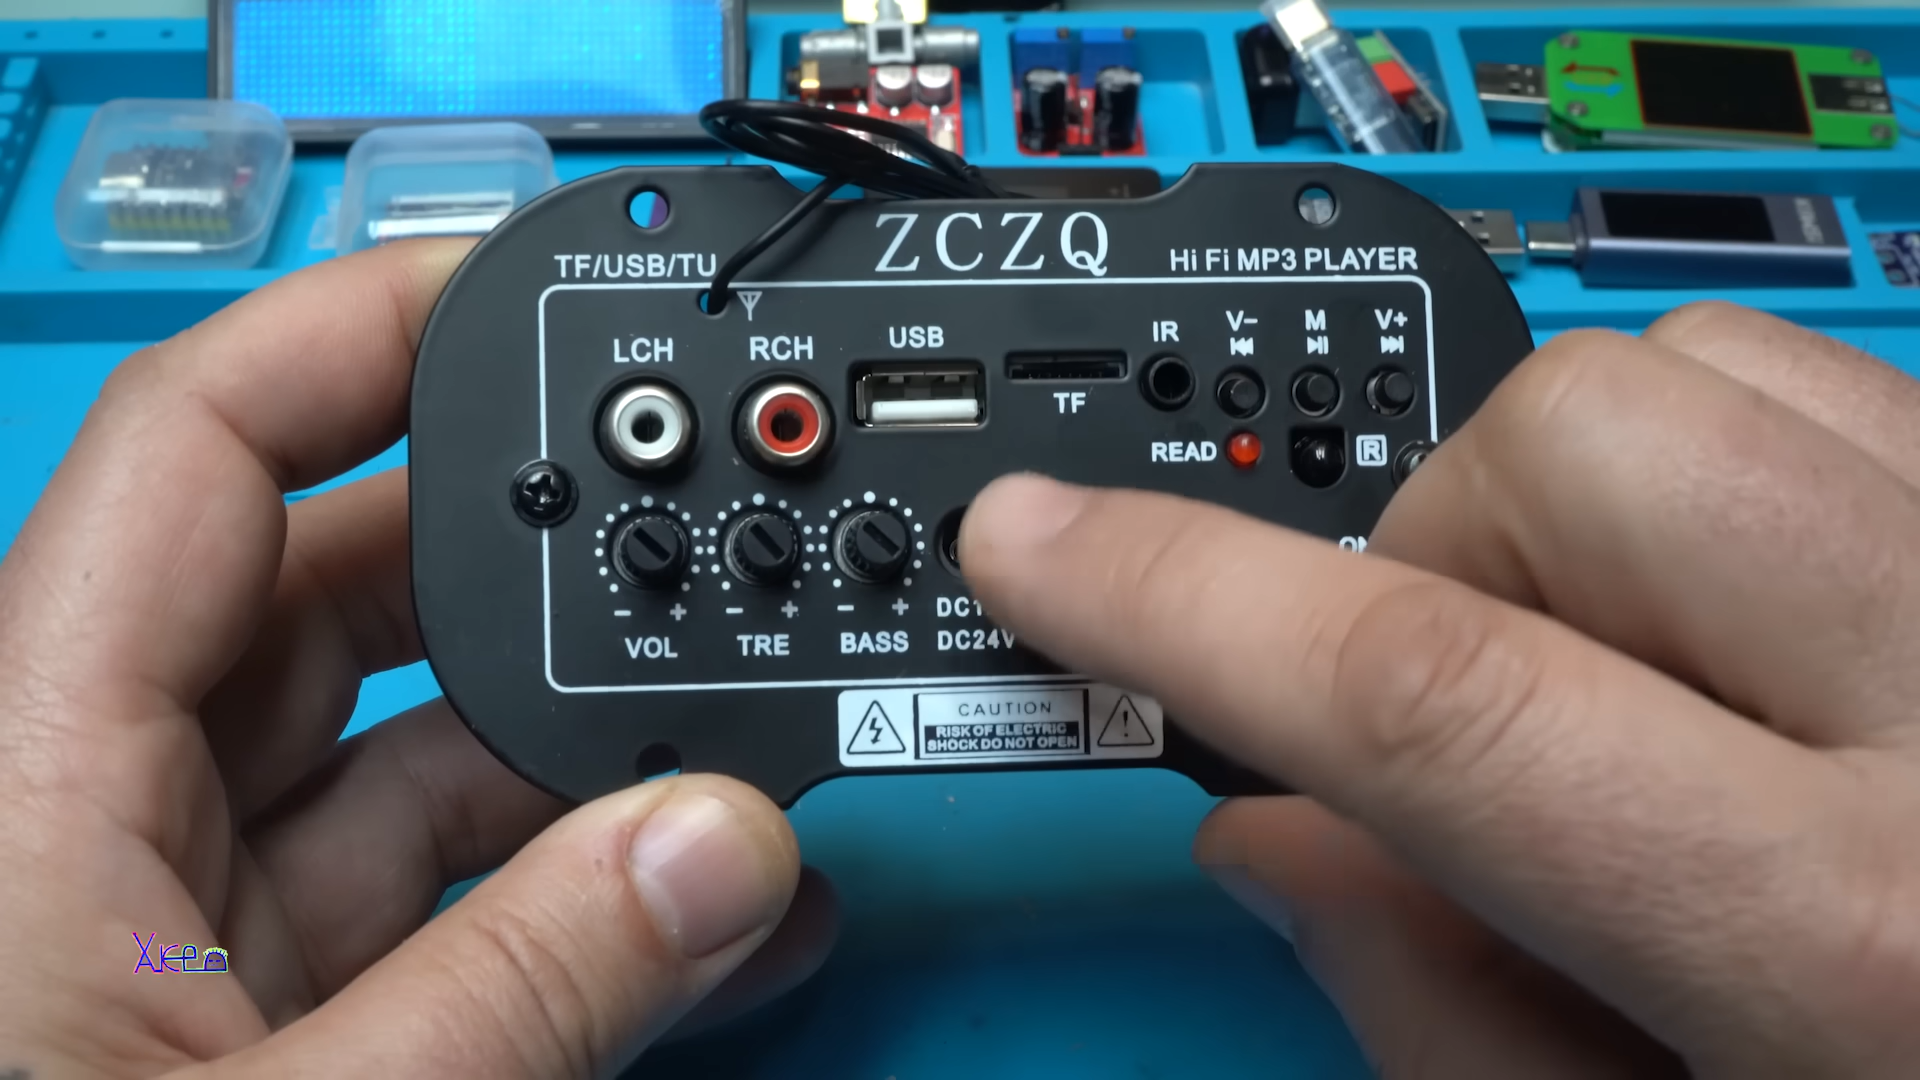 ZCZQ
TF/USB/TU
Hi Fi MP3 PLAYER
LCH
RCH
USB
TF
IR
V-
M
V+
READ
R
- +
- +
- +
VOL
TRE
BASS
DC24V
CAUTION
RISK OF ELECTRIC
SHOCK DO NOT OPEN